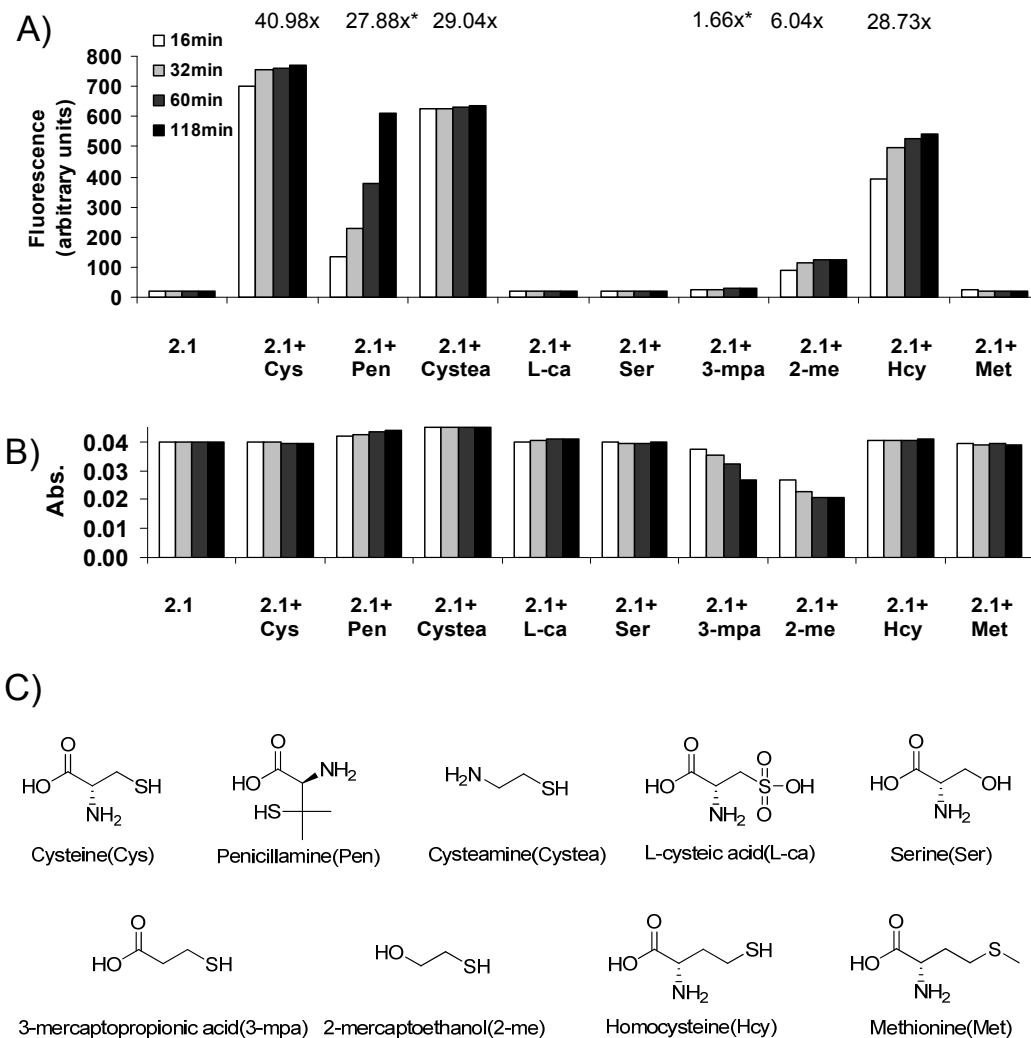 A)
40.98x 27.88x* 29.04x 1.66x* 6.04x 28.73x
16min
32min
60min
118min
Fluorescence
(arbitrary units)
800
700
600
500
400
300
200
100
0
2.1 2.1+ 2.1+ 2.1+ 2.1+ 2.1+ 2.1+ 2.1+ 2.1+ 2.1+
Cys Pen Cystea L-ca Ser 3-mpa 2-me Hcy Met
B)
Abs.
0.04
0.03
0.02
0.01
0.00
2.1 2.1+ 2.1+ 2.1+ 2.1+ 2.1+ 2.1+ 2.1+ 2.1+ 2.1+
Cys Pen Cystea L-ca Ser 3-mpa 2-me Hcy Met
C)
O
HO SH
NH2
Cysteine(Cys)
O
HO NH2
HS
Penicillamine(Pen)
H2N
SH
Cysteamine(Cystea)
O O
HO S OH
NH2 O
L-cysteic acid(L-ca)
O
HO OH
NH2
Serine(Ser)
O
HO SH
3-mercaptopropionic acid(3-mpa)
HO
SH
2-mercaptoethanol(2-me)
O SH
HO
NH2
Homocysteine(Hcy)
O S
HO
NH2
Methionine(Met)